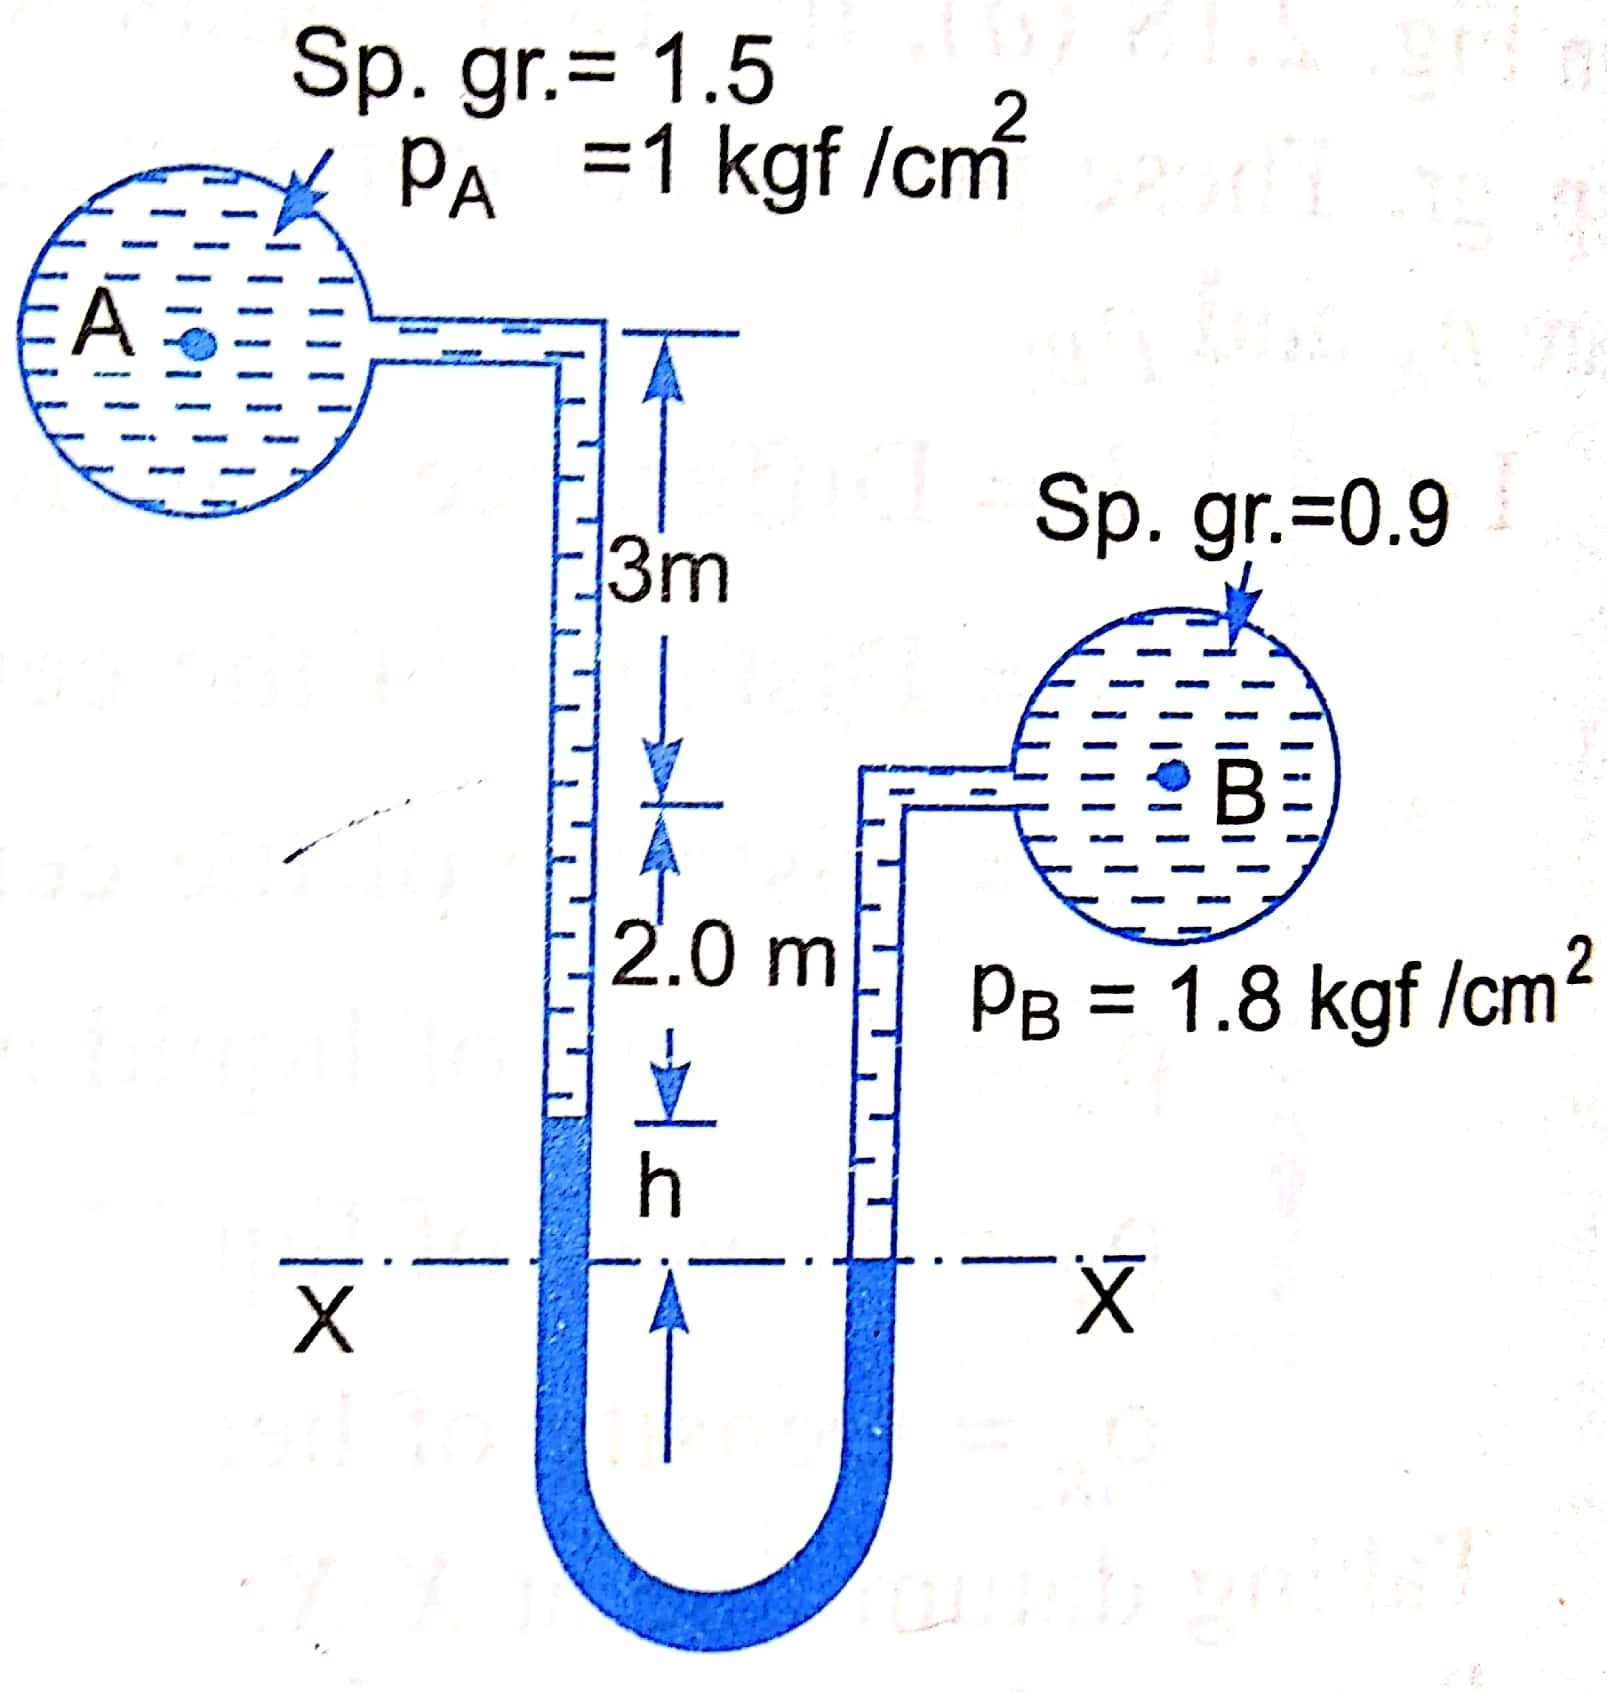 Sp. gr.= 1.5
pA =1 kgf /cm²
A
3m
Sp. gr.=0.9
B
2.0 m
pB = 1.8 kgf /cm²
h
X X